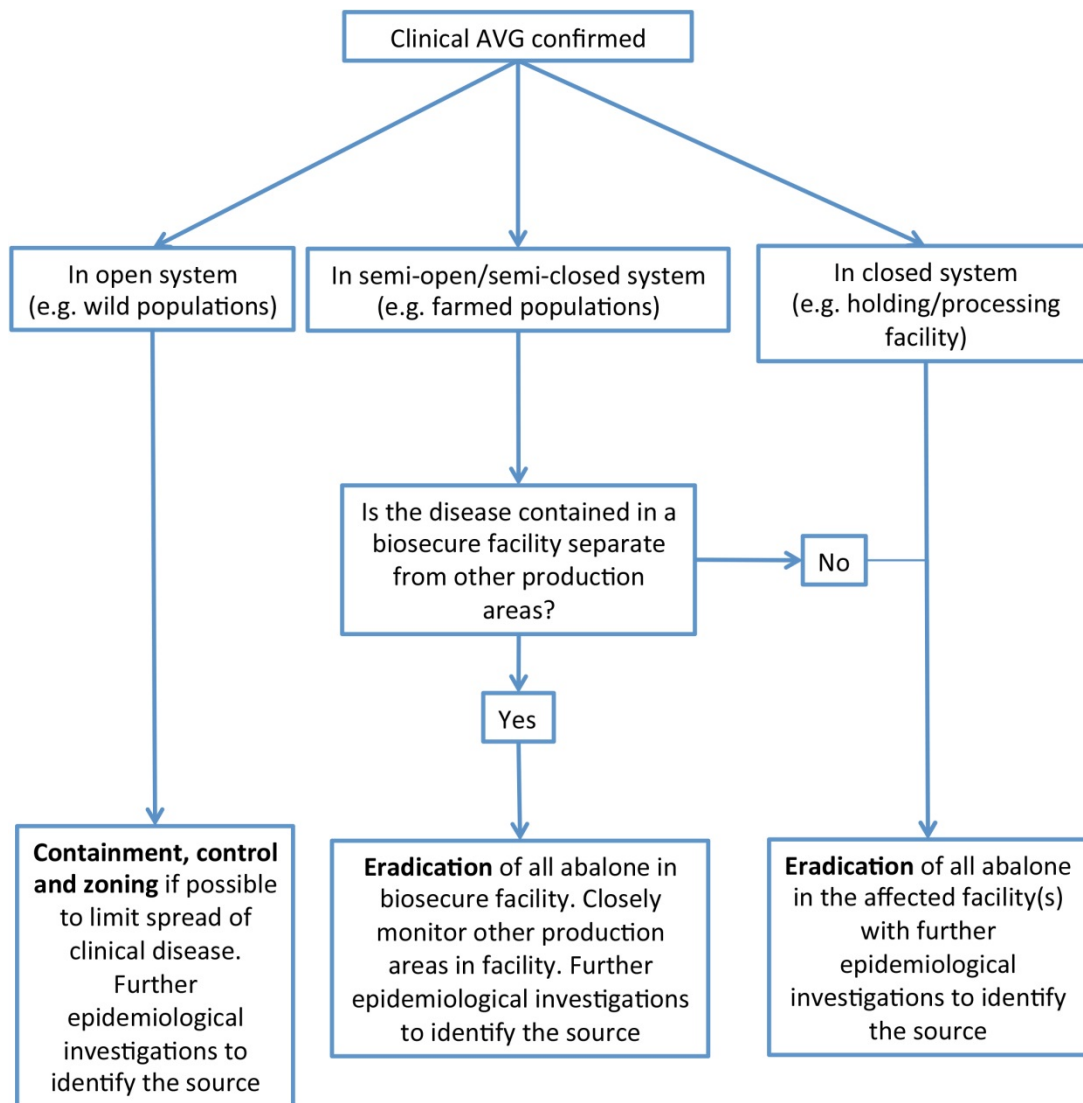 Clinical AVG confirmed
In open system
(e.g. wild populations)
In semi-open/semi-closed system
(e.g. farmed populations)
In closed system
(e.g. holding/processing
facility)
Is the disease contained in a
biosecure facility separate
from other production
areas?
No
Yes
Containment, control
and zoning if possible
to limit spread of
clinical disease.
Further
epidemiological
investigations to
identify the source
Eradication of all abalone in
biosecure facility. Closely
monitor other production
areas in facility. Further
epidemiological investigations
to identify the source
Eradication of all abalone
in the affected facility(s)
with further
epidemiological
investigations to identify
the source